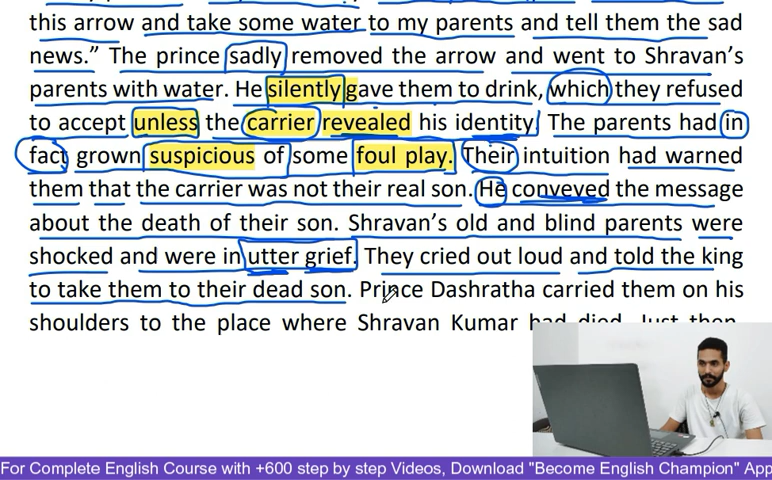 this arrow and take some water to my parents and tell them the sad
news.” The prince sadly removed the arrow and went to Shravan’s
parents with water. He silently gave them to drink, which they refused
to accept unless the carrier revealed his identity. The parents had in
fact grown suspicious of some foul play. Their intuition had warned
them that the carrier was not their real son. He conveyed the message
about the death of their son. Shravan’s old and blind parents were
shocked and were in utter grief. They cried out loud and told the king
to take them to their dead son. Prince Dashratha carried them on his
shoulders to the place where Shravan Kumar had died. Just then,
For Complete English Course with +600 step by step Videos, Download "Become English Champion" App